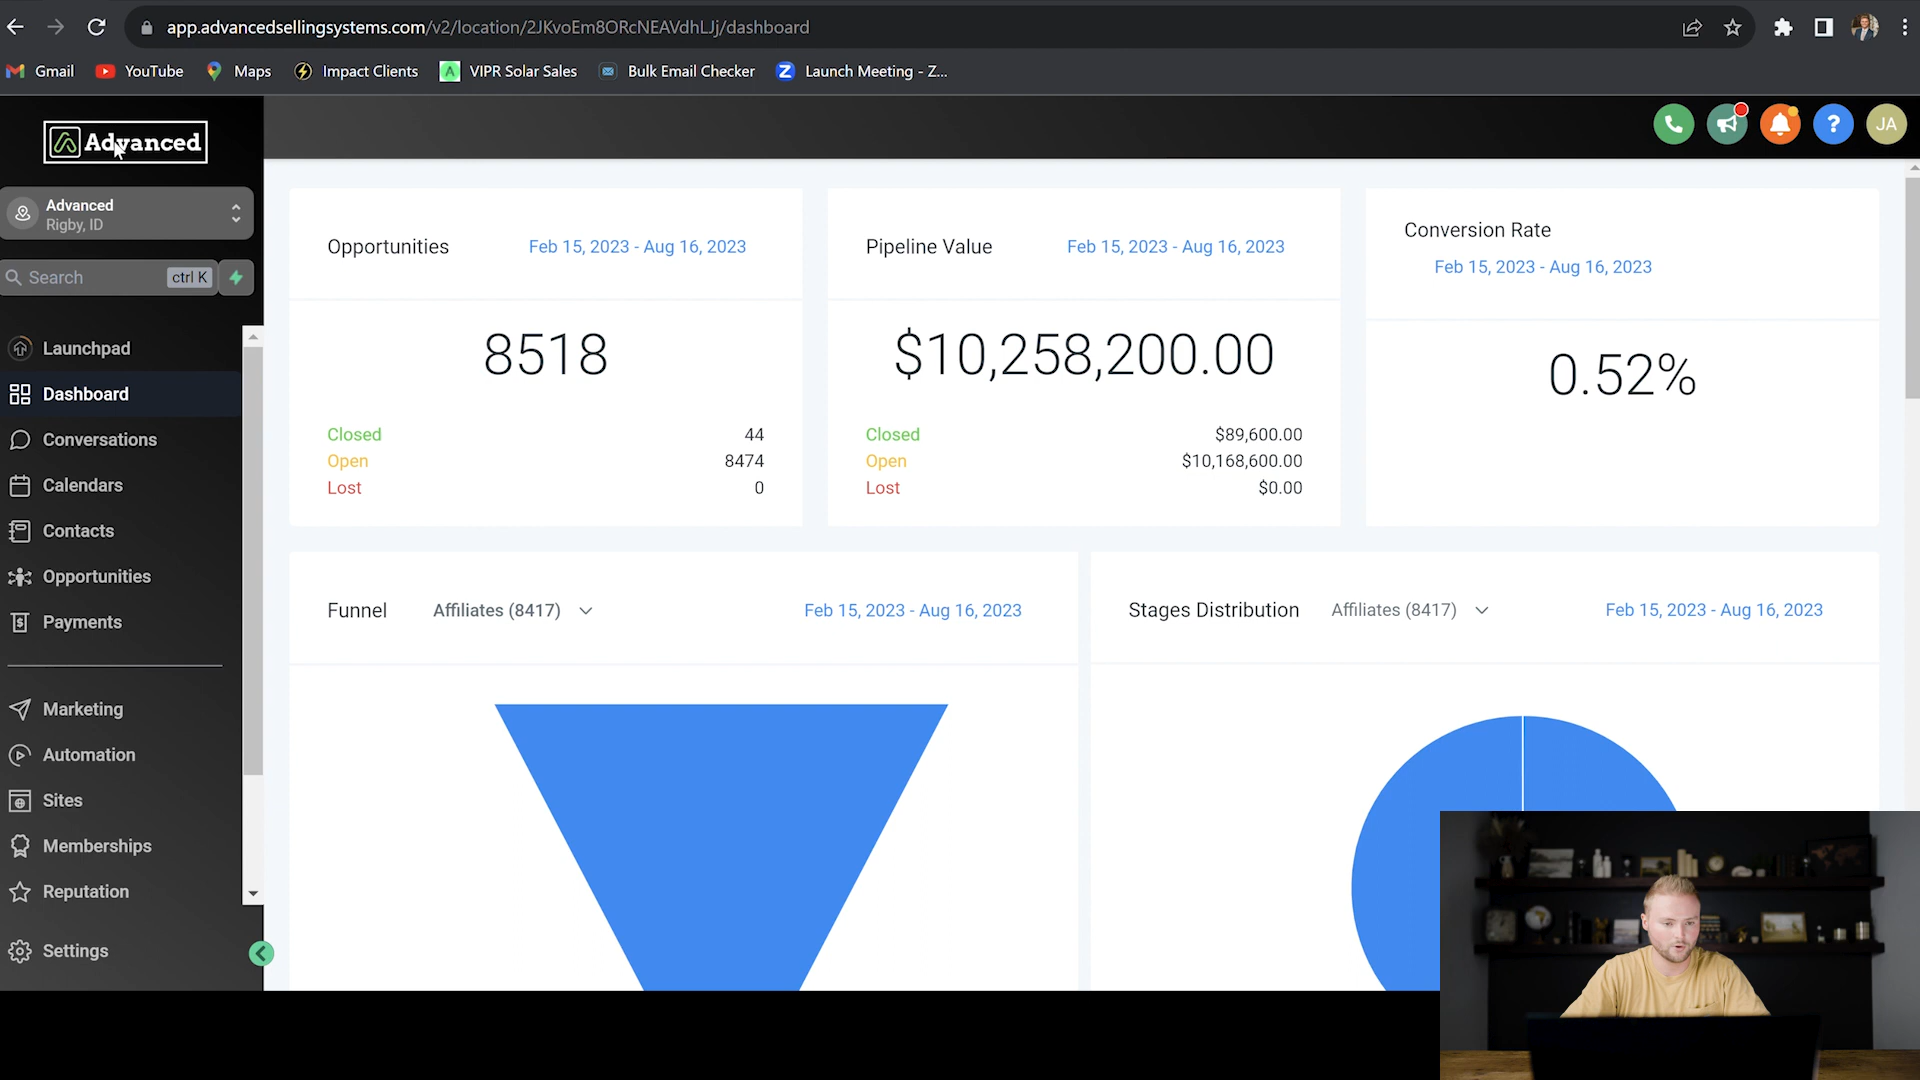 app.advancedsellingsystems.com/v2/location/2JKvoEm8ORcNEAVdhLJj/dashboard
Gmail YouTube Maps Impact Clients VIPR Solar Sales Bulk Email Checker Launch Meeting - Z...
Advanced
JA
Advanced
Rigby, ID
Search ctrl K
Launchpad
Dashboard
Conversations
Calendars
Contacts
Opportunities
Payments
Marketing
Automation
Sites
Memberships
Reputation
Settings
Opportunities Feb 15, 2023 - Aug 16, 2023
8518
Closed 44
Open 8474
Lost 0
Pipeline Value Feb 15, 2023 - Aug 16, 2023
$10,258,200.00
Closed $89,600.00
Open $10,168,600.00
Lost $0.00
Conversion Rate
Feb 15, 2023 - Aug 16, 2023
0.52%
Funnel Affiliates (8417) Feb 15, 2023 - Aug 16, 2023
Stages Distribution Affiliates (8417) Feb 15, 2023 - Aug 16, 2023